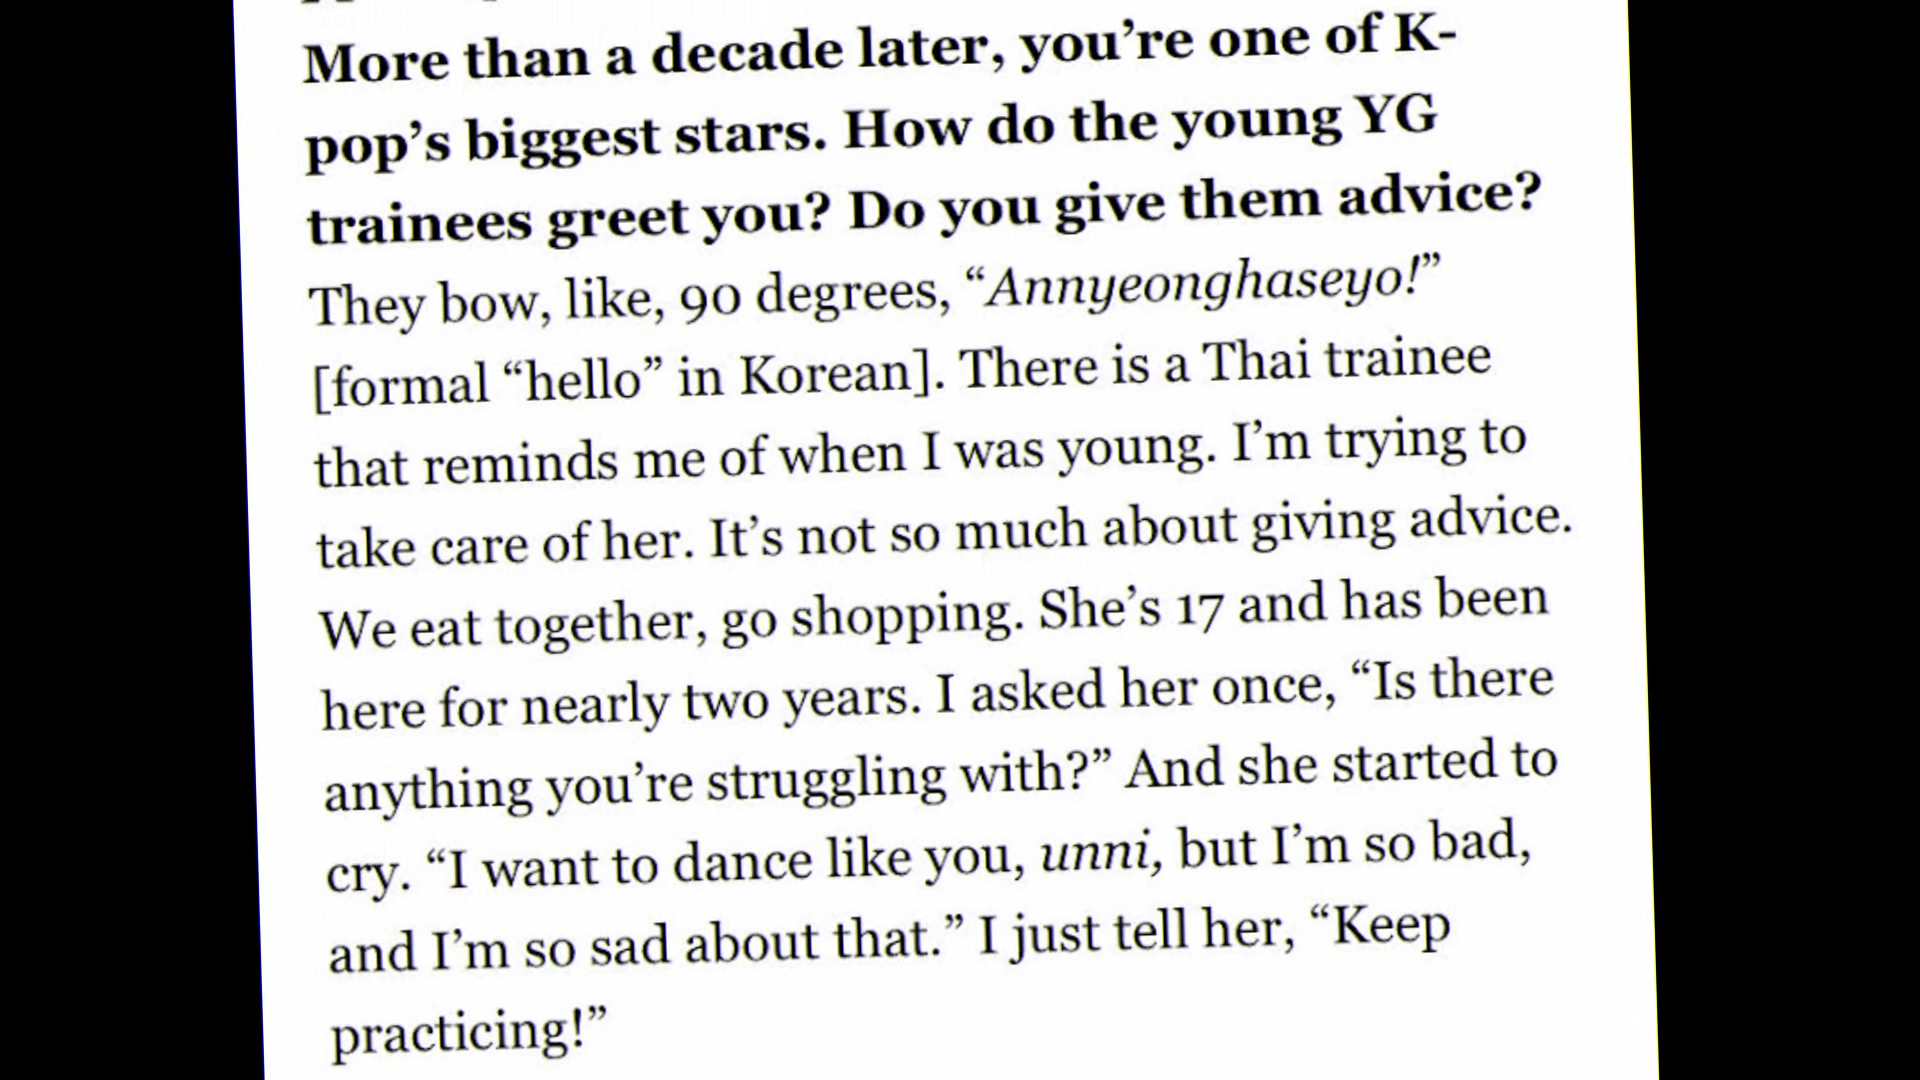 More than a decade later, you’re one of K-
pop’s biggest stars. How do the young YG
trainees greet you? Do you give them advice?
They bow, like, 90 degrees, “Annyeonghaseyo!”
[formal “hello” in Korean]. There is a Thai trainee
that reminds me of when I was young. I’m trying to
take care of her. It’s not so much about giving advice.
We eat together, go shopping. She’s 17 and has been
here for nearly two years. I asked her once, “Is there
anything you’re struggling with?” And she started to
cry. “I want to dance like you, unni, but I’m so bad,
and I’m so sad about that.” I just tell her, “Keep
practicing!”